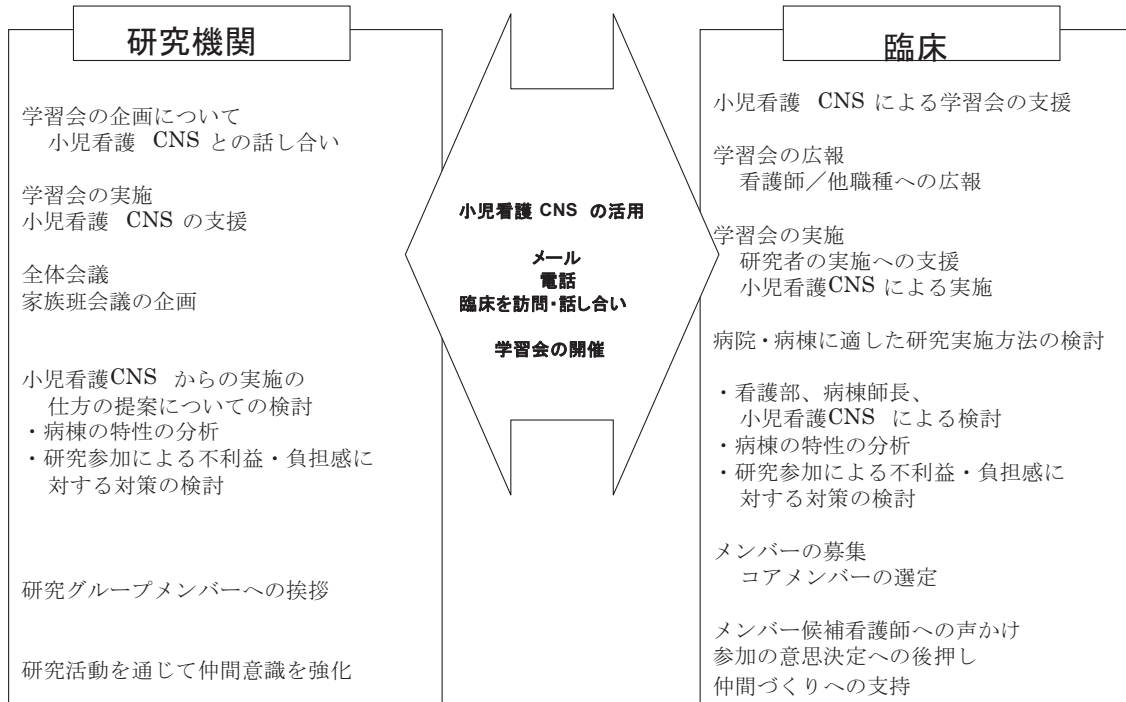 研究機関
学習会の企画について
小児看護 CNS との話し合い
学習会の実施
小児看護 CNS の支援
全体会議
家族班会議の企画
小児看護CNS からの実施の
仕方の提案についての検討
・病棟の特性の分析
・研究参加による不利益・負担感に
対する対策の検討
研究グループメンバーへの挨拶
研究活動を通じて仲間意識を強化
小児看護 CNS の活用
メール
電話
臨床を訪問・話し合い
学習会の開催
臨床
小児看護 CNS による学習会の支援
学習会の広報
看護師／他職種への広報
学習会の実施
研究者の実施への支援
小児看護CNS による実施
病院・病棟に適した研究実施方法の検討
・看護部、病棟師長、
小児看護CNS による検討
・病棟の特性の分析
・研究参加による不利益・負担感に
対する対策の検討
メンバーの募集
コアメンバーの選定
メンバー候補看護師への声かけ
参加の意思決定への後押し
仲間づくりへの支持